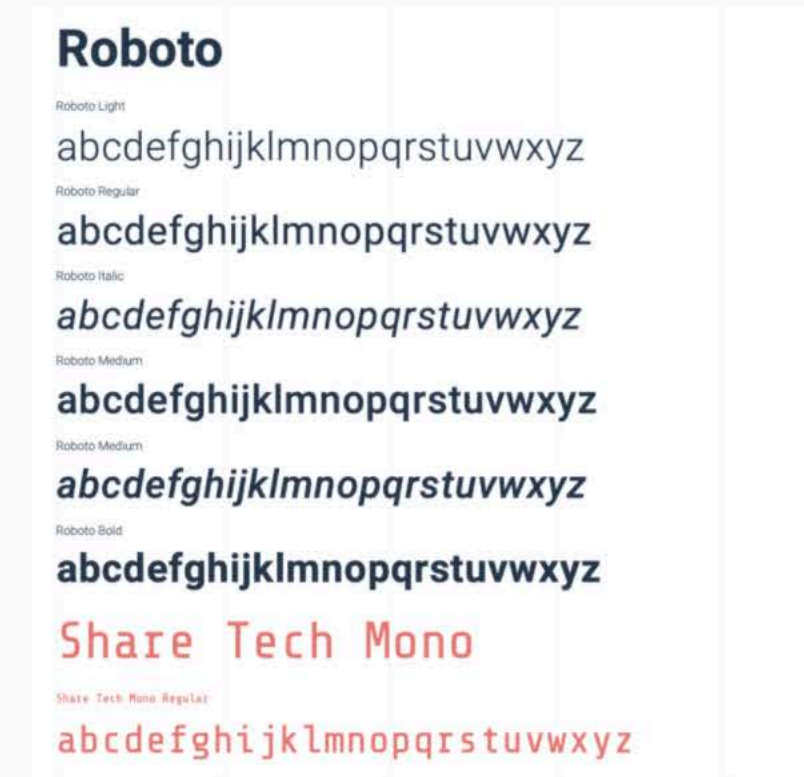 Roboto
Roboto Light
abcdefghijklmnopqrstuvwxyz
Roboto Regular
abcdefghijklmnopqrstuvwxyz
Roboto Italic
abcdefghijklmnopqrstuvwxyz
Roboto Medium
abcdefghijklmnopqrstuvwxyz
Roboto Medium
abcdefghijklmnopqrstuvwxyz
Roboto Bold
abcdefghijklmnopqrstuvwxyz
Share Tech Mono
Share Tech Mono Regular
abcdefghijklmnopqrstuvwxyz